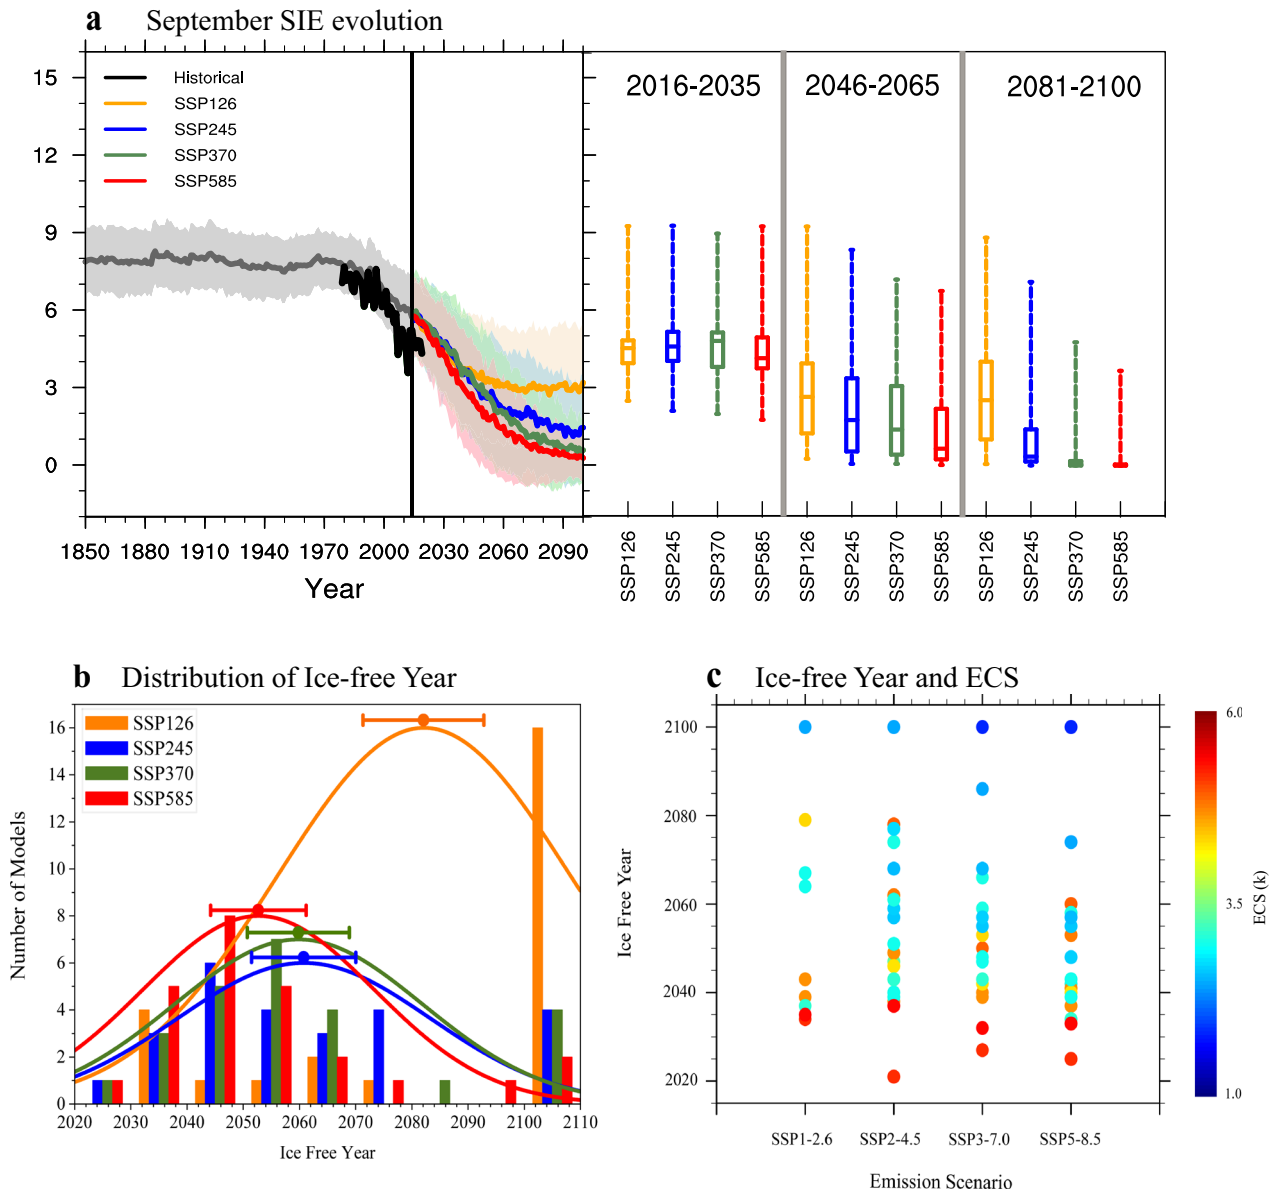 a September SIE evolution
15
12
9
6
3
0
Historical
SSP126
SSP245
SSP370
SSP585
2016-2035 2046-2065 2081-2100
1850 1880 1910 1940 1970 2000 2030 2060 2090
Year
SSP126 SSP245 SSP370 SSP585 SSP126 SSP245 SSP370 SSP585 SSP126 SSP245 SSP370 SSP585
b Distribution of Ice-free Year
SSP126
SSP245
SSP370
SSP585
Number of Models
16
14
12
10
8
6
4
2
0
2020 2030 2040 2050 2060 2070 2080 2090 2100 2110
Ice Free Year
c Ice-free Year and ECS
Ice Free Year
2100
2080
2060
2040
2020
SSP1-2.6 SSP2-4.5 SSP3-7.0 SSP5-8.5
Emission Scenario
6.0
3.5
1.0
ECS (k)